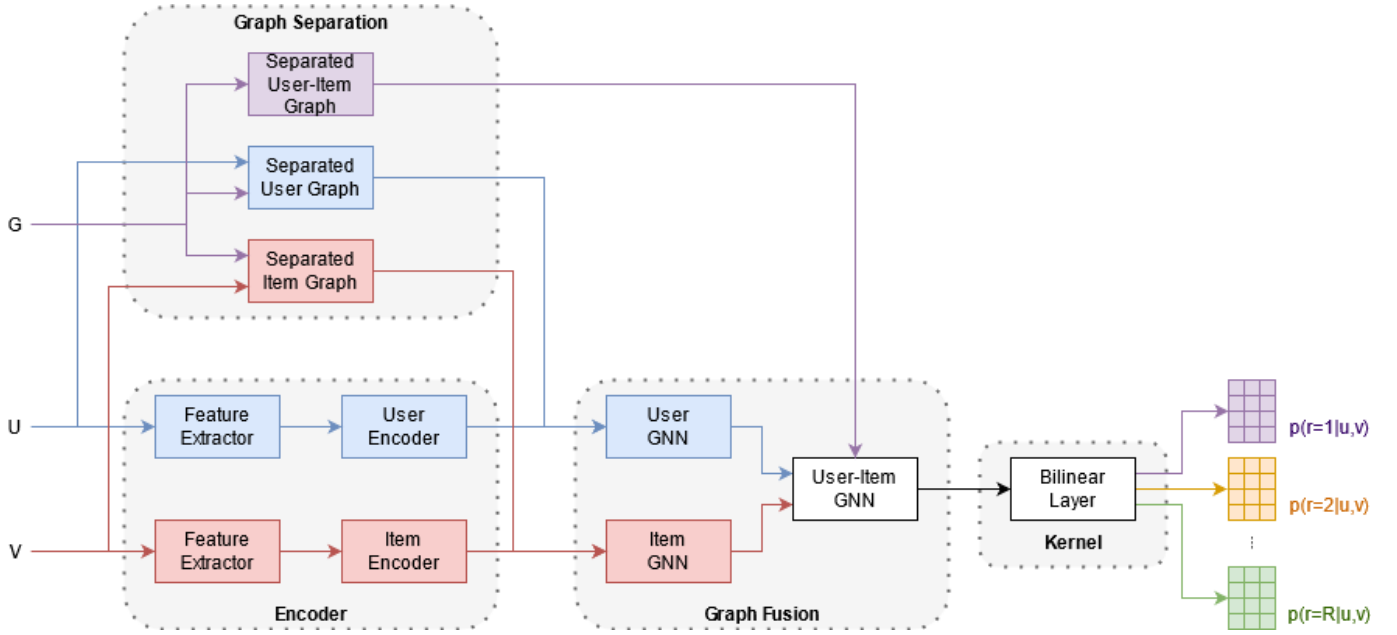 Graph Separation
Separated
User-Item
Graph
Separated
User Graph
G
Separated
Item Graph
U
Feature
Extractor
User
Encoder
User
GNN
p(r=1|u,v)
User-Item
GNN
Bilinear
Layer
p(r=2|u,v)
V
Feature
Extractor
Item
Encoder
Item
GNN
Kernel
Encoder
Graph Fusion
p(r=R|u,v)